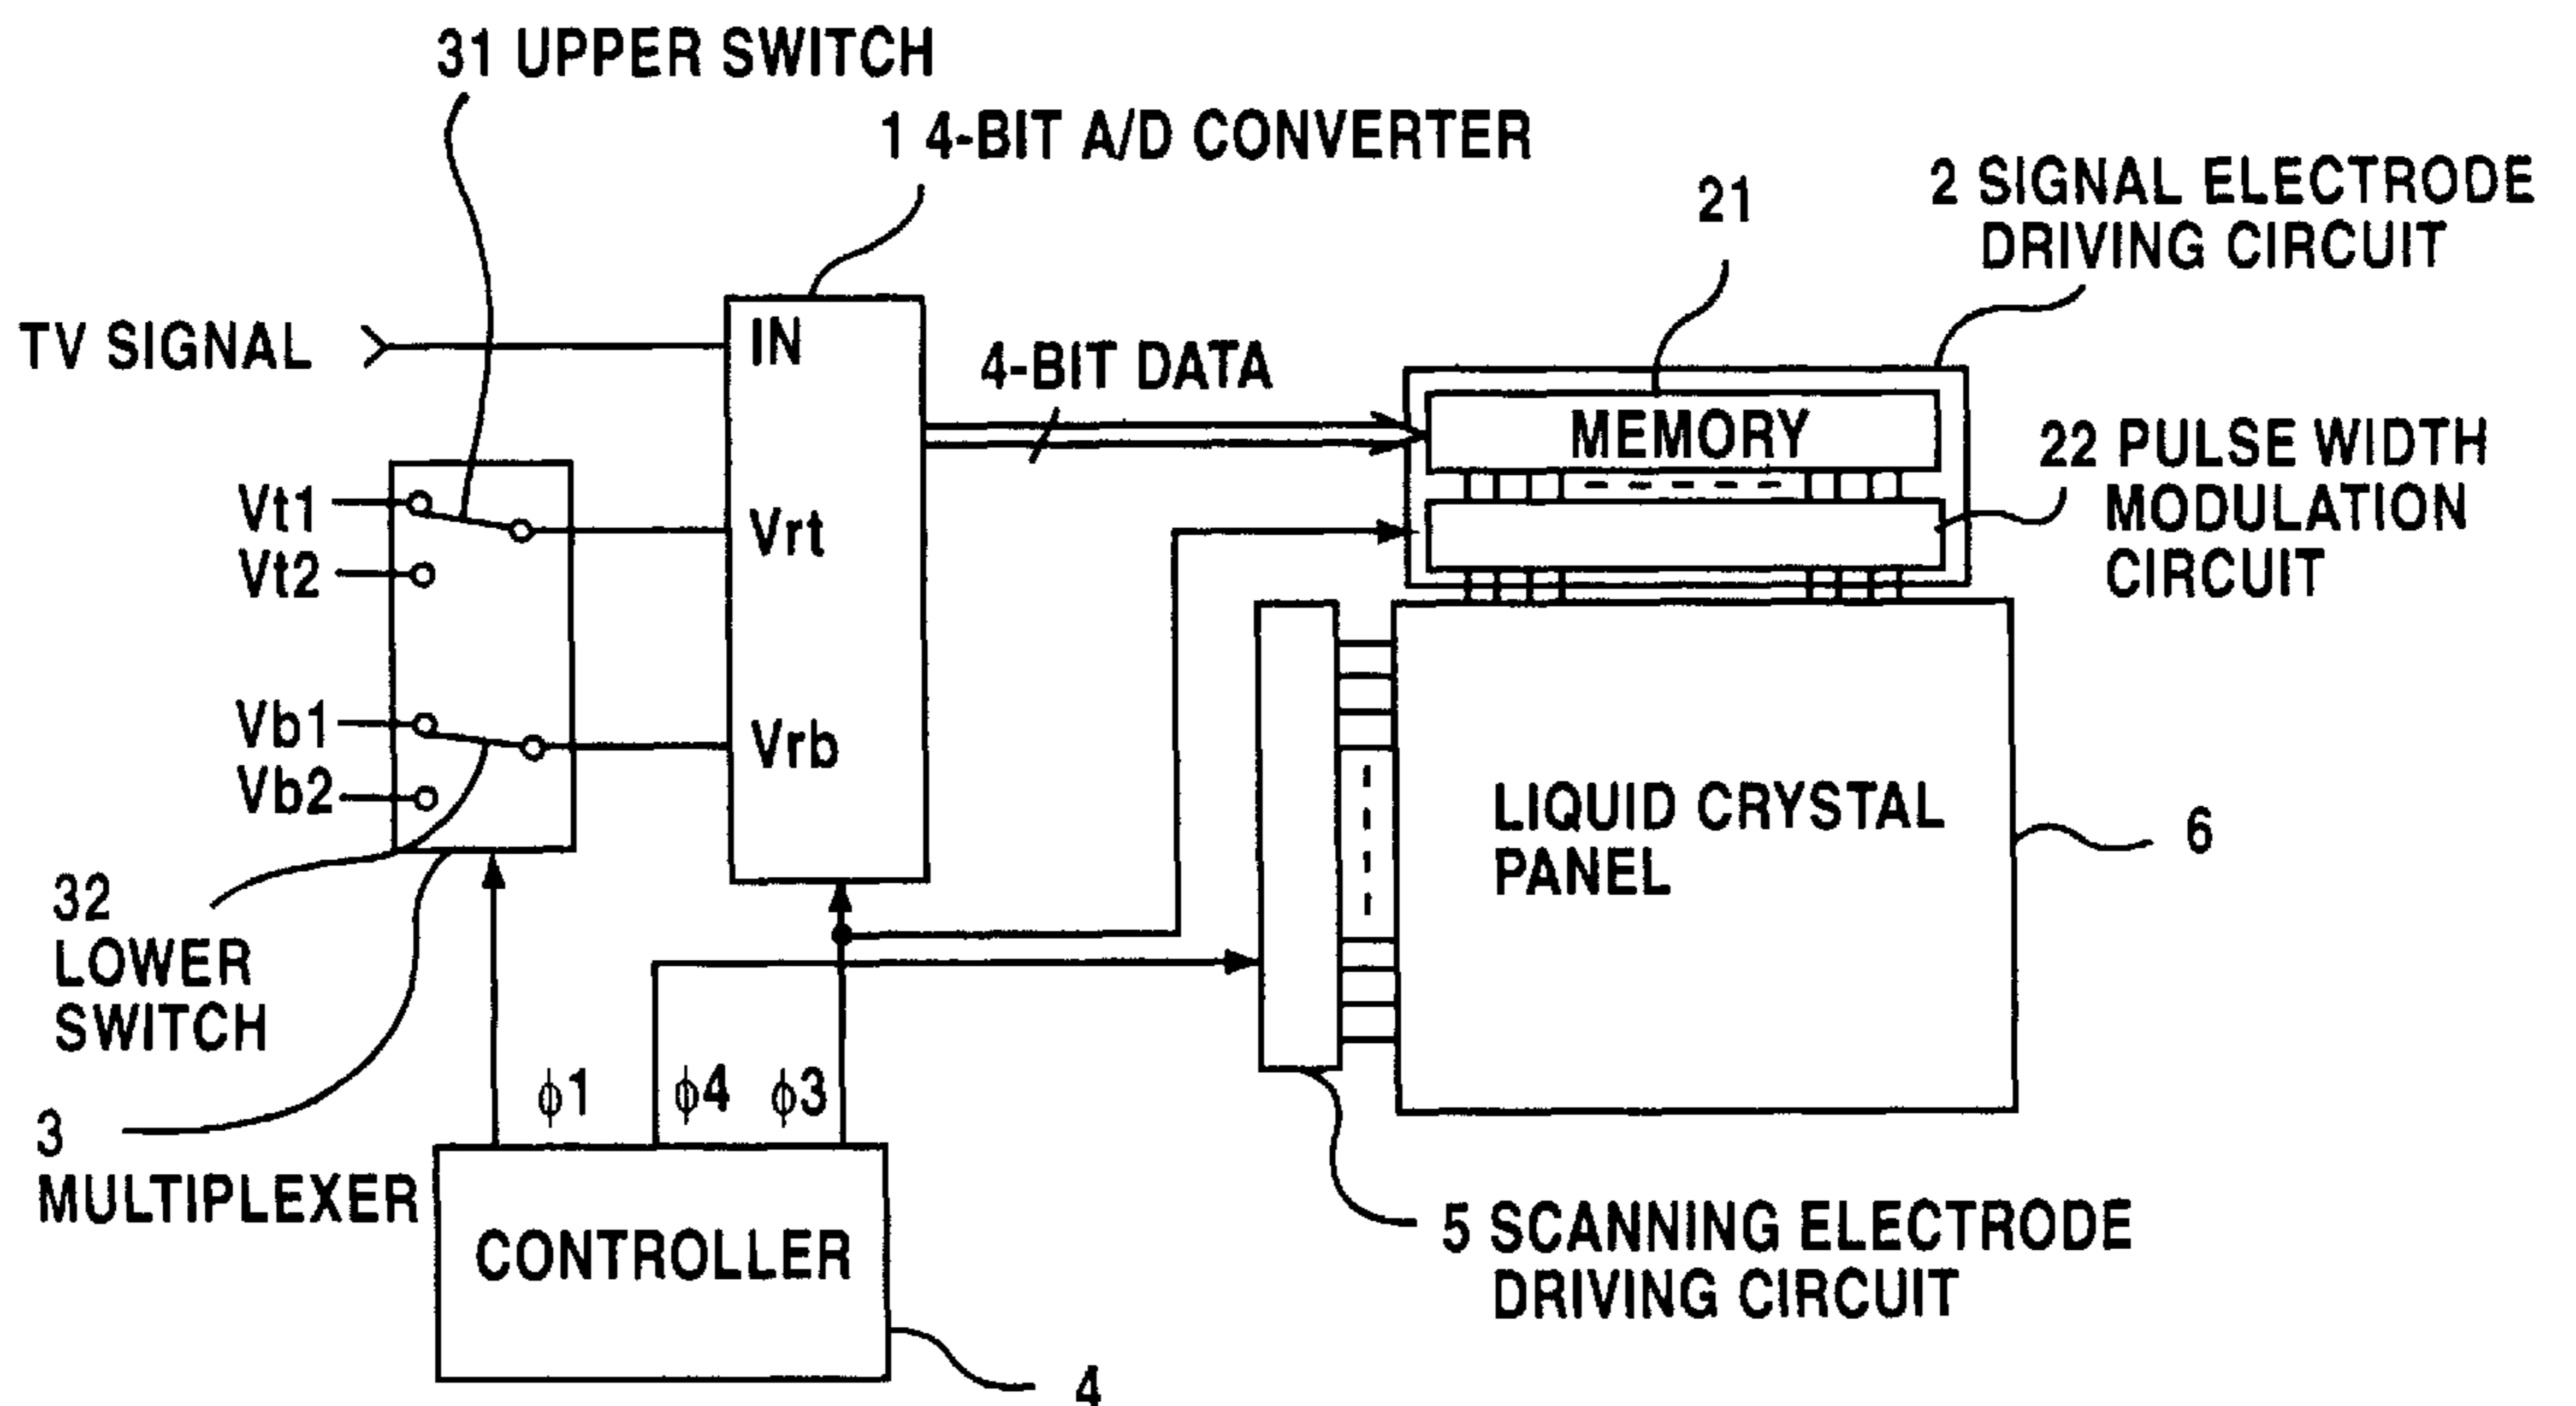 31 UPPER SWITCH
1 4-BIT A/D CONVERTER
21
2 SIGNAL ELECTRODE
DRIVING CIRCUIT
TV SIGNAL
IN
4-BIT DATA
MEMORY
22 PULSE WIDTH
MODULATION
CIRCUIT
Vt1
Vt2
Vrt
Vb1
Vb2
Vrb
LIQUID CRYSTAL
PANEL
6
32
LOWER
SWITCH
3
MULTIPLEXER
ϕ1
ϕ4
ϕ3
CONTROLLER
4
5 SCANNING ELECTRODE
DRIVING CIRCUIT